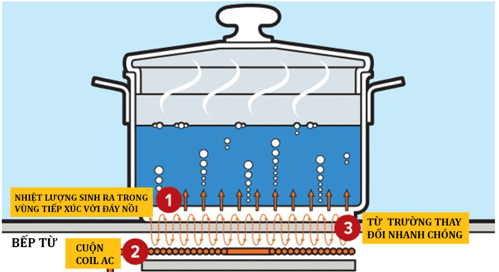 1
NHIỆT LƯỢNG SINH RA TRONG
VÙNG TIẾP XÚC VỚI ĐÁY NỒI
3
TỪ TRƯỜNG THAY
ĐỔI NHANH CHÓNG
BẾP TỪ
CUỘN
COIL AC
2